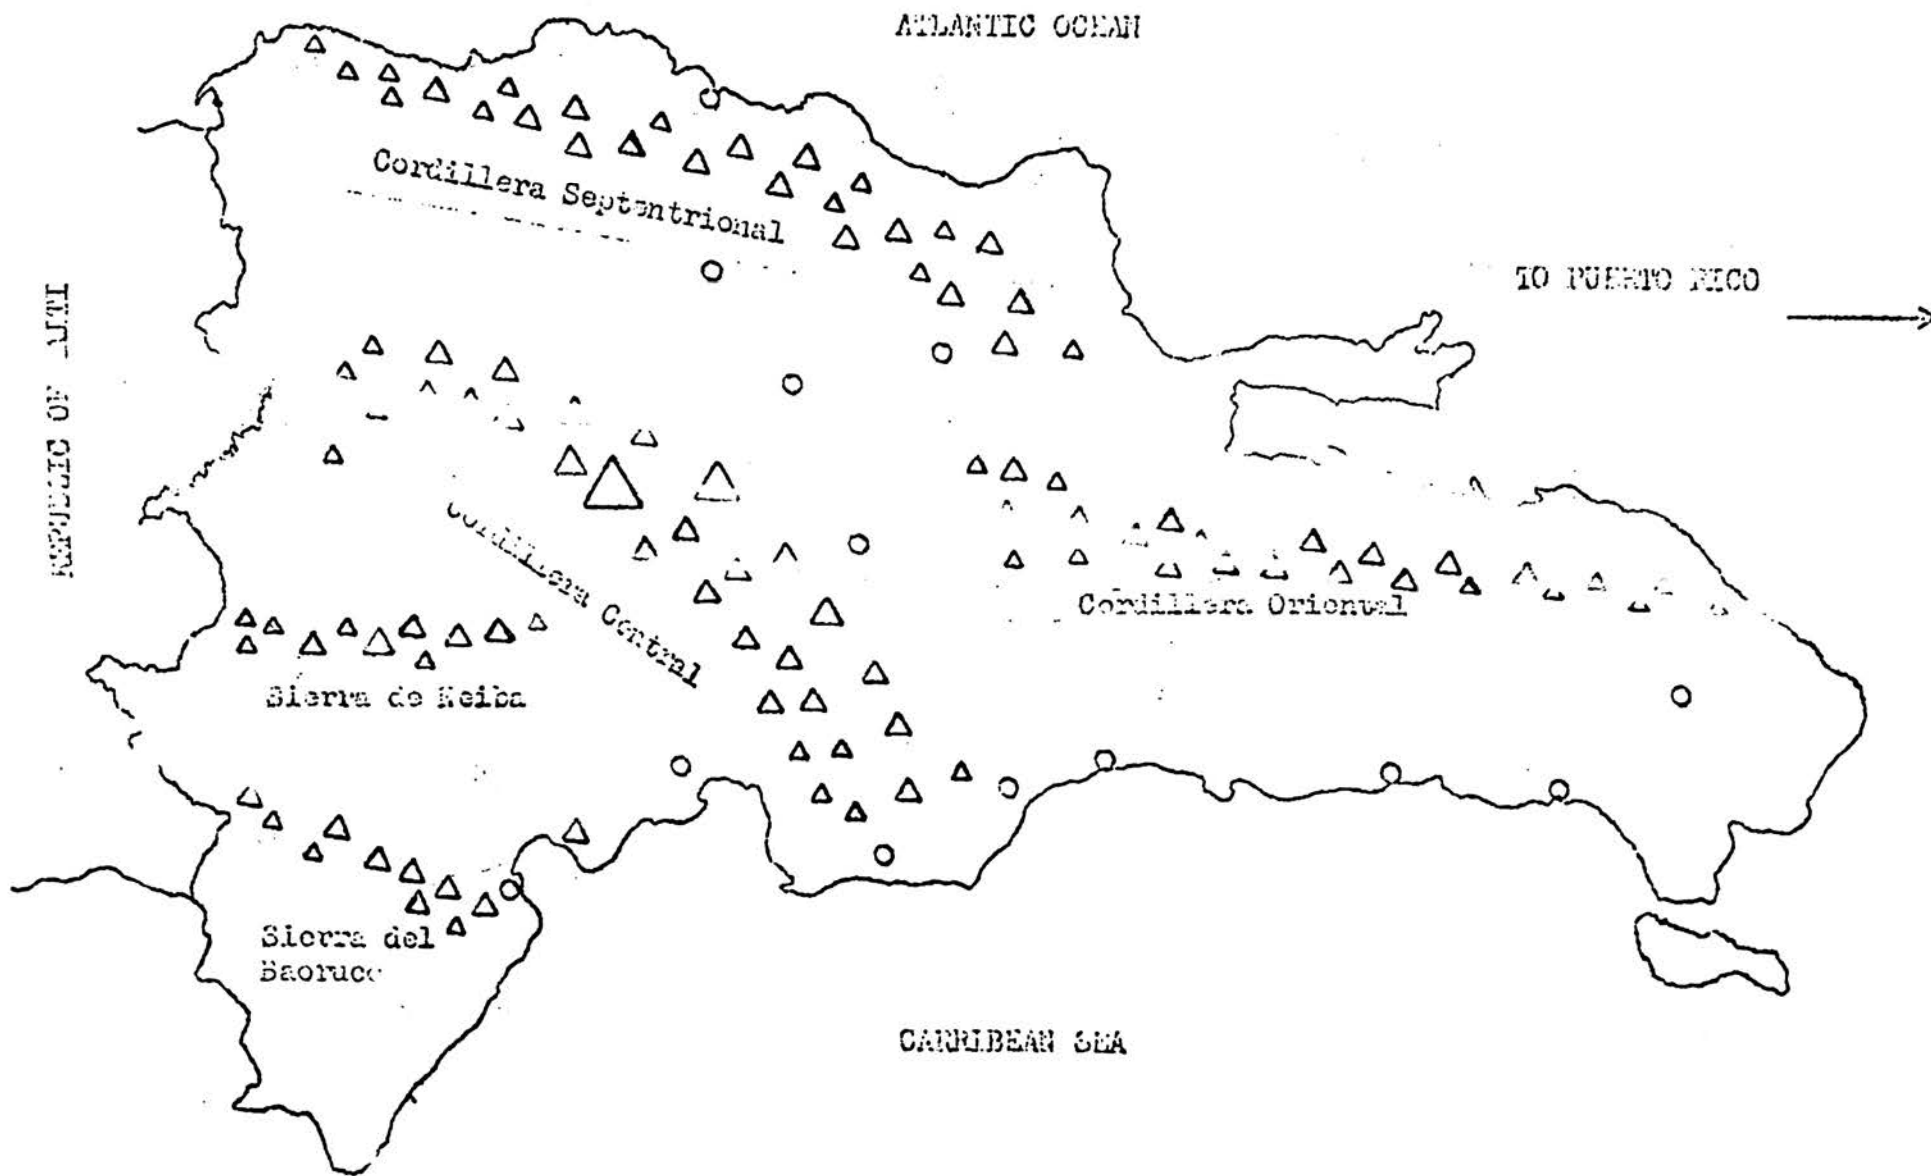 ATLANTIC OCEAN
Cordillera Septentrional
TO PUERTO RICO
REPUBLIC OF
Cordillera Central
Cordillera Oriental
Sierra de Neiba
Sierra del
Baoruco
CARRIBEAN SEA